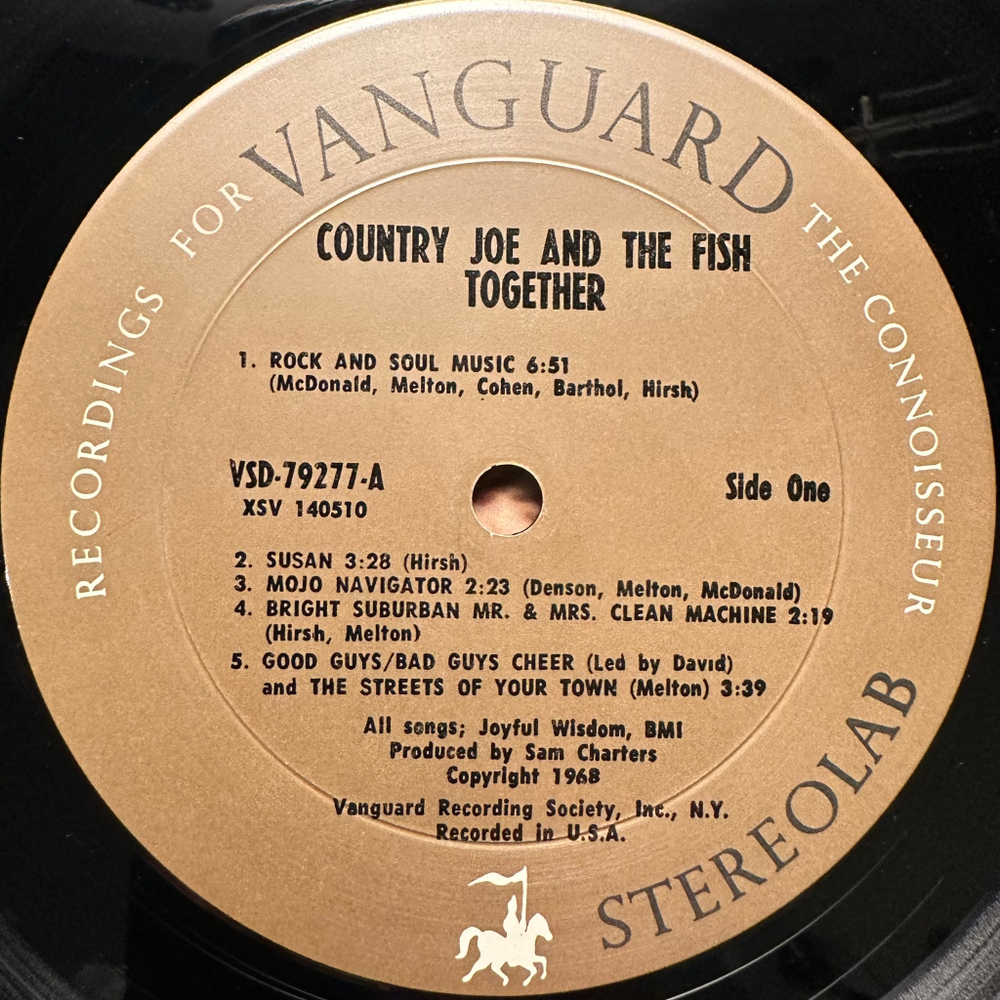 RECORDINGS FOR VANGUARD THE CONNOISSEUR
COUNTRY JOE AND THE FISH
TOGETHER
1. ROCK AND SOUL MUSIC 6:51
(McDonald, Melton, Cohen, Barthol, Hirsh)
VSD-79277-A
Side One
XSV 140510
2. SUSAN 3:28 (Hirsh)
3. MOJO NAVIGATOR 2:23 (Denson, Melton, McDonald)
4. BRIGHT SUBURBAN MR. & MRS. CLEAN MACHINE 2:19
(Hirsh, Melton)
5. GOOD GUYS/BAD GUYS CHEER (Led by David)
and THE STREETS OF YOUR TOWN (Melton) 3:39
All songs; Joyful Wisdom, BMI
Produced by Sam Charters
Copyright 1968
Vanguard Recording Society, Inc., N.Y.
Recorded in U.S.A.
STEREOLAB